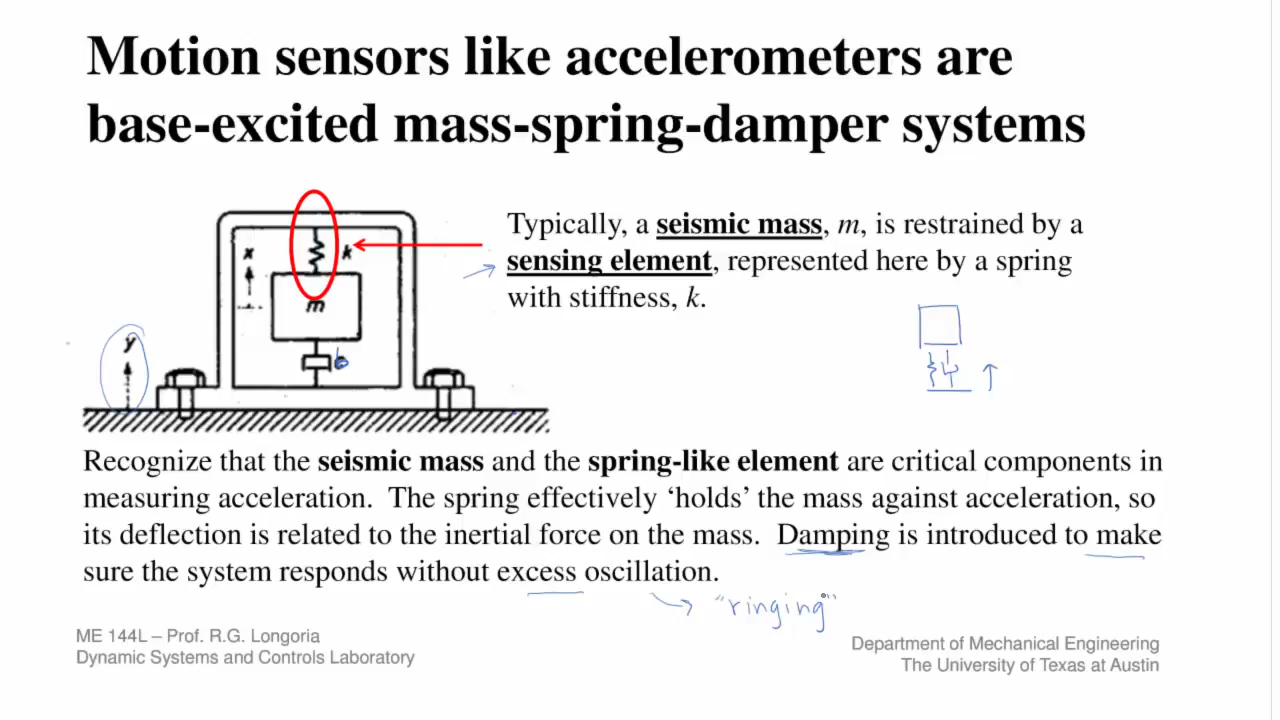 Motion sensors like accelerometers are
base-excited mass-spring-damper systems
Typically, a seismic mass, m, is restrained by a
sensing element, represented here by a spring
with stiffness, k.
x
k
m
b
y
Recognize that the seismic mass and the spring-like element are critical components in
measuring acceleration. The spring effectively ‘holds’ the mass against acceleration, so
its deflection is related to the inertial force on the mass. Damping is introduced to make
sure the system responds without excess oscillation.
"ringing"
ME 144L – Prof. R.G. Longoria
Dynamic Systems and Controls Laboratory
Department of Mechanical Engineering
The University of Texas at Austin